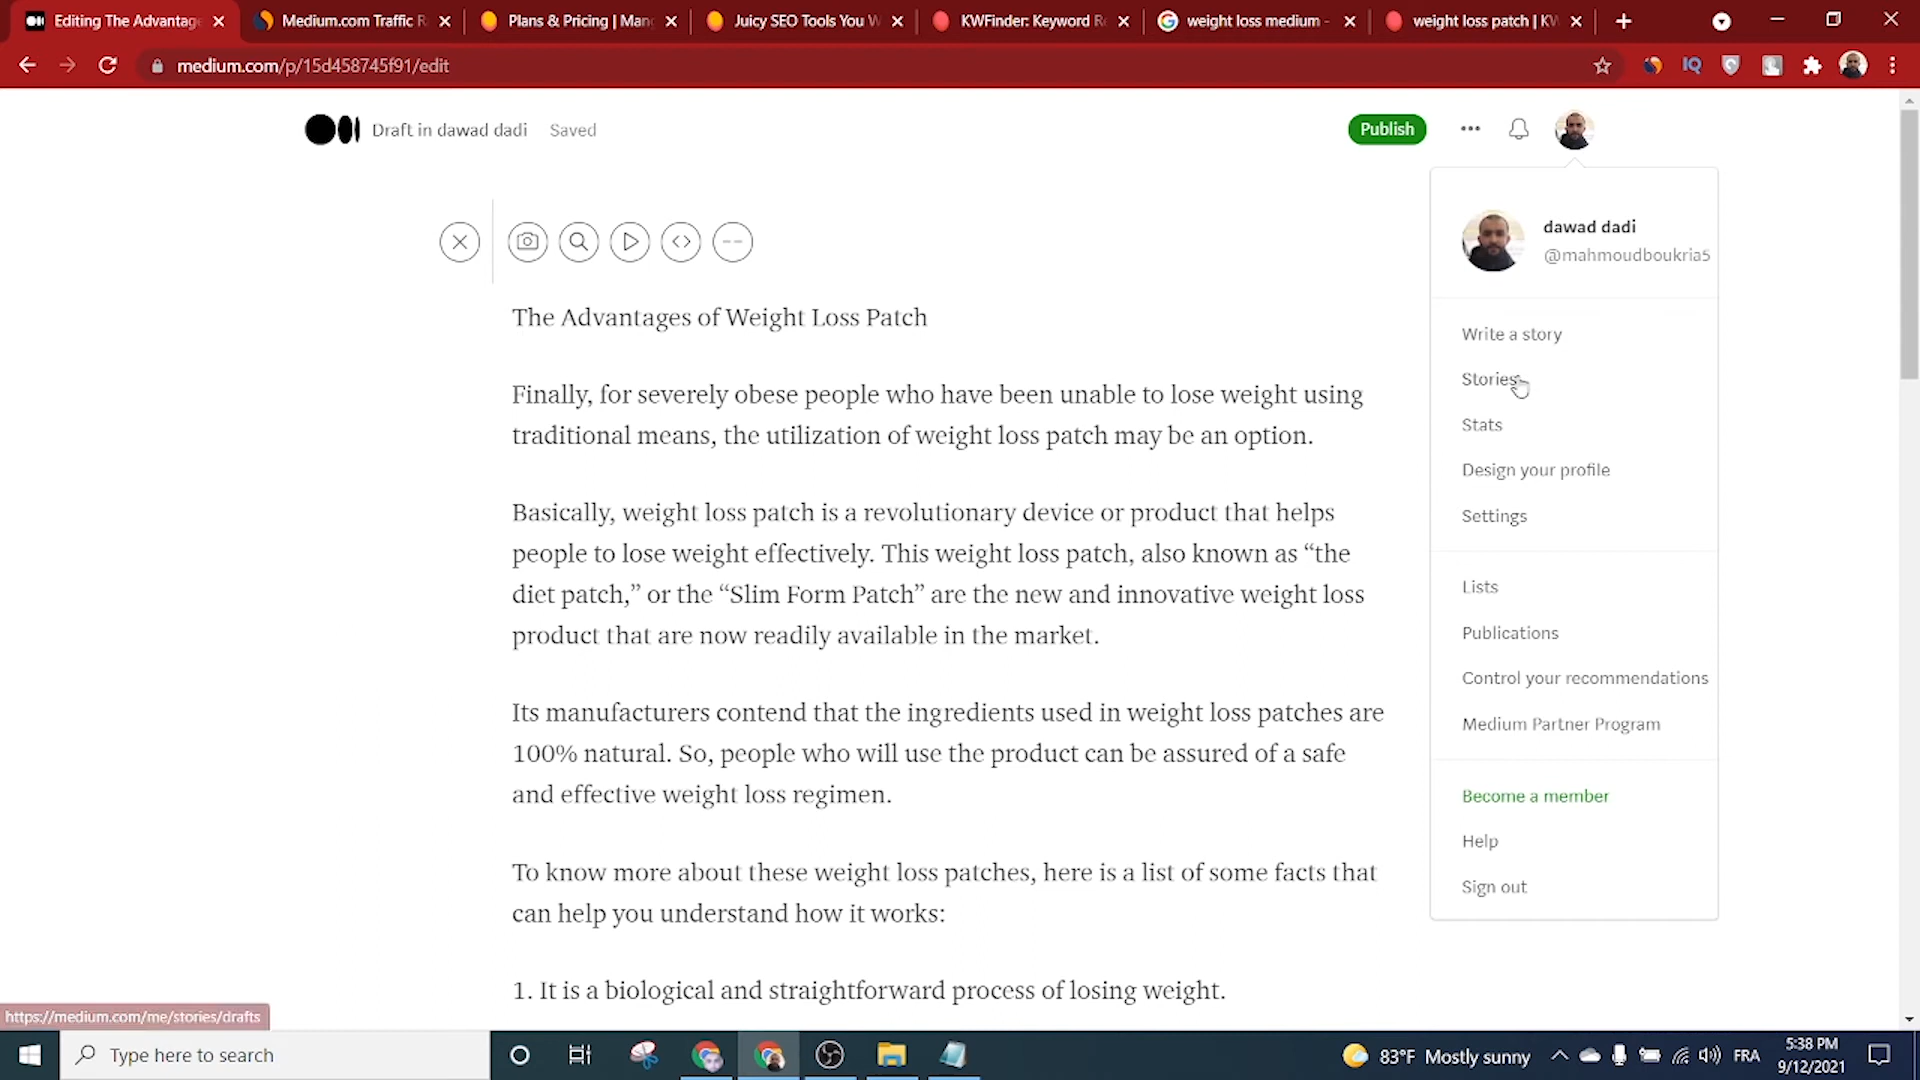 Editing The Advantage
Medium.com Traffic R
Plans & Pricing | Mang
Juicy SEO Tools You W
KWFinder: Keyword Re
weight loss medium -
weight loss patch | KW
medium.com/p/15d458745f91/edit
Draft in dawad dadi
Saved
Publish
dawad dadi
@mahmoudboukria5
Write a story
Stories
Stats
Design your profile
Settings
Lists
Publications
Control your recommendations
Medium Partner Program
Become a member
Help
Sign out
The Advantages of Weight Loss Patch
Finally, for severely obese people who have been unable to lose weight using
traditional means, the utilization of weight loss patch may be an option.
Basically, weight loss patch is a revolutionary device or product that helps
people to lose weight effectively. This weight loss patch, also known as “the
diet patch,” or the “Slim Form Patch” are the new and innovative weight loss
product that are now readily available in the market.
Its manufacturers contend that the ingredients used in weight loss patches are
100% natural. So, people who will use the product can be assured of a safe
and effective weight loss regimen.
To know more about these weight loss patches, here is a list of some facts that
can help you understand how it works:
1. It is a biological and straightforward process of losing weight.
https://medium.com/me/stories/drafts
Type here to search
83°F Mostly sunny
FRA
5:38 PM
9/12/2021